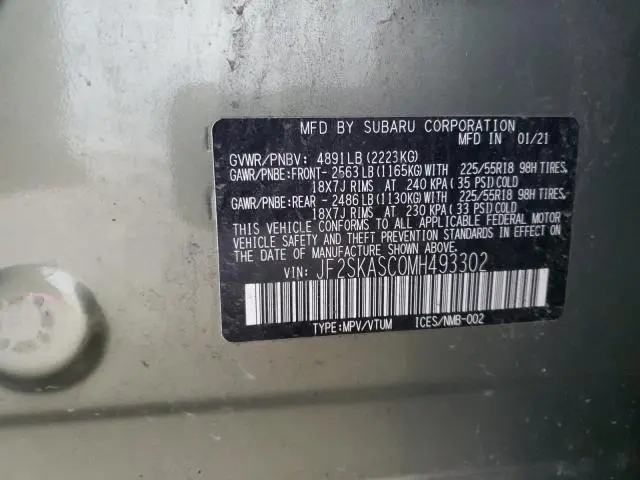 MFD BY SUBARU CORPORATION
MFD IN 01/21
GVWR/PNBV: 4891LB(2223KG)
GAWR/PNBE:FRONT- 2563LB(1165KG)WITH 225/55R18 98H TIRES,
18X7J RIMS AT 240 KPA(35 PSI)COLD
GAWR/PNBE:REAR - 2486LB(1130KG)WITH 225/55R18 98H TIRES,
18X7J RIMS AT 230 KPA(33 PSI)COLD
THIS VEHICLE CONFORMS TO ALL APPLICABLE FEDERAL MOTOR
VEHICLE SAFETY AND THEFT PREVENTION STANDARDS IN EFFECT ON
THE DATE OF MANUFACTURE SHOWN ABOVE.
VIN: JF2SKASC0MH493302
TYPE:MPV/VTUM ICES/NMB-002